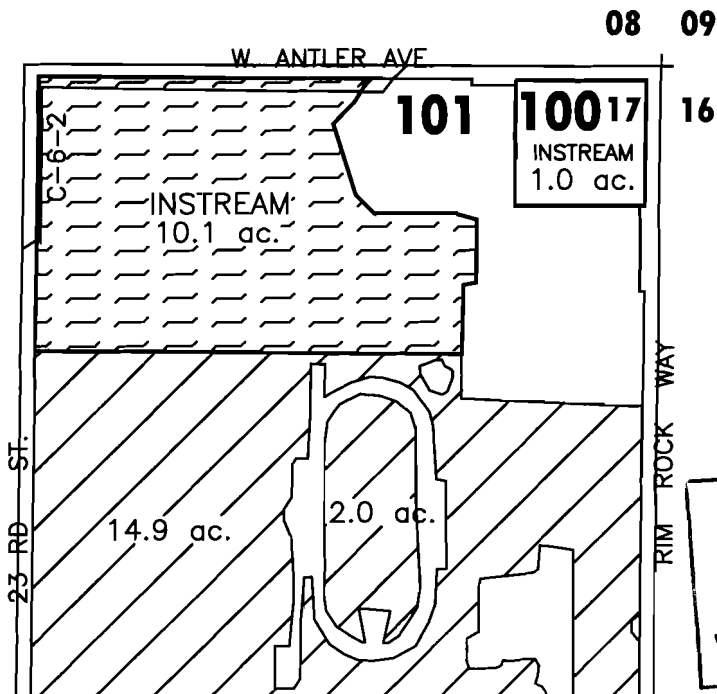 08 09
W. ANTLER AVE
101
100
17
16
INSTREAM
1.0 ac.
C-6-2
INSTREAM
10.1 ac.
RIM ROCK WAY
23 RD ST.
14.9 ac.
2.0 ac.